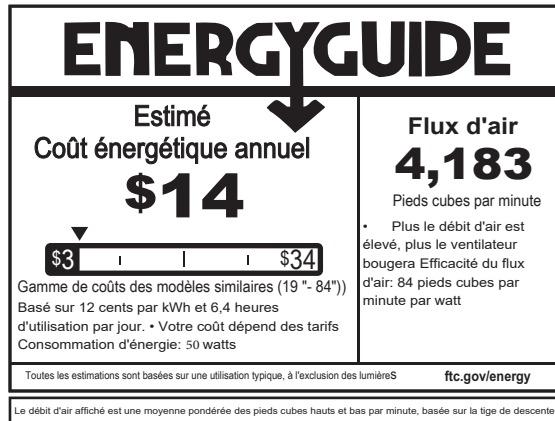 ENERGYGUIDE
Estimé
Coût énergétique annuel
$14
$3
$34
Gamme de coûts des modèles similaires (19 "- 84"))
Basé sur 12 cents par kWh et 6,4 heures
d'utilisation par jour. • Votre coût dépend des tarifs
Consommation d'énergie: 50 watts
Flux d'air
4,183
Pieds cubes par minute
• Plus le débit d'air est
élevé, plus le ventilateur
bougera Efficacité du flux
d'air: 84 pieds cubes par
minute par watt
Toutes les estimations sont basées sur une utilisation typique, à l'exclusion des lumièreS
ftc.gov/energy
Le débit d'air affiché est une moyenne pondérée des pieds cubes hauts et bas par minute, basée sur la tige de descente